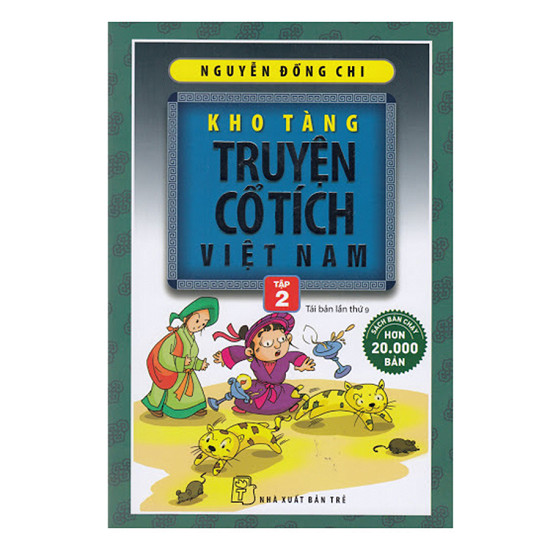 NGUYỄN ĐỔNG CHI
KHO TÀNG
TRUYỆN
CỔ TÍCH
VIỆT NAM
TẬP
2
Tái bản lần thứ 9
SÁCH BÁN CHẠY
HƠN
20.000
BẢN
NHÀ XUẤT BẢN TRẺ